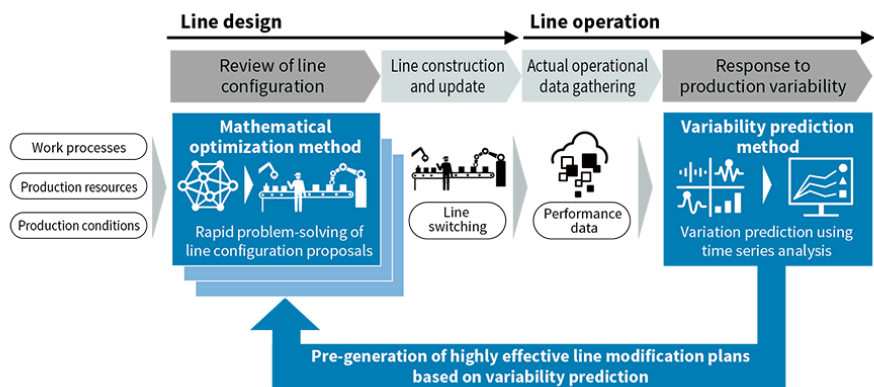 Line design
Line operation
Review of line
configuration
Line construction
and update
Actual operational
data gathering
Response to
production variability
Work processes
Production resources
Production conditions
Mathematical
optimization method
Rapid problem-solving of
line configuration proposals
Line
switching
Performance
data
Variability prediction
method
Variation prediction using
time series analysis
Pre-generation of highly effective line modification plans
based on variability prediction